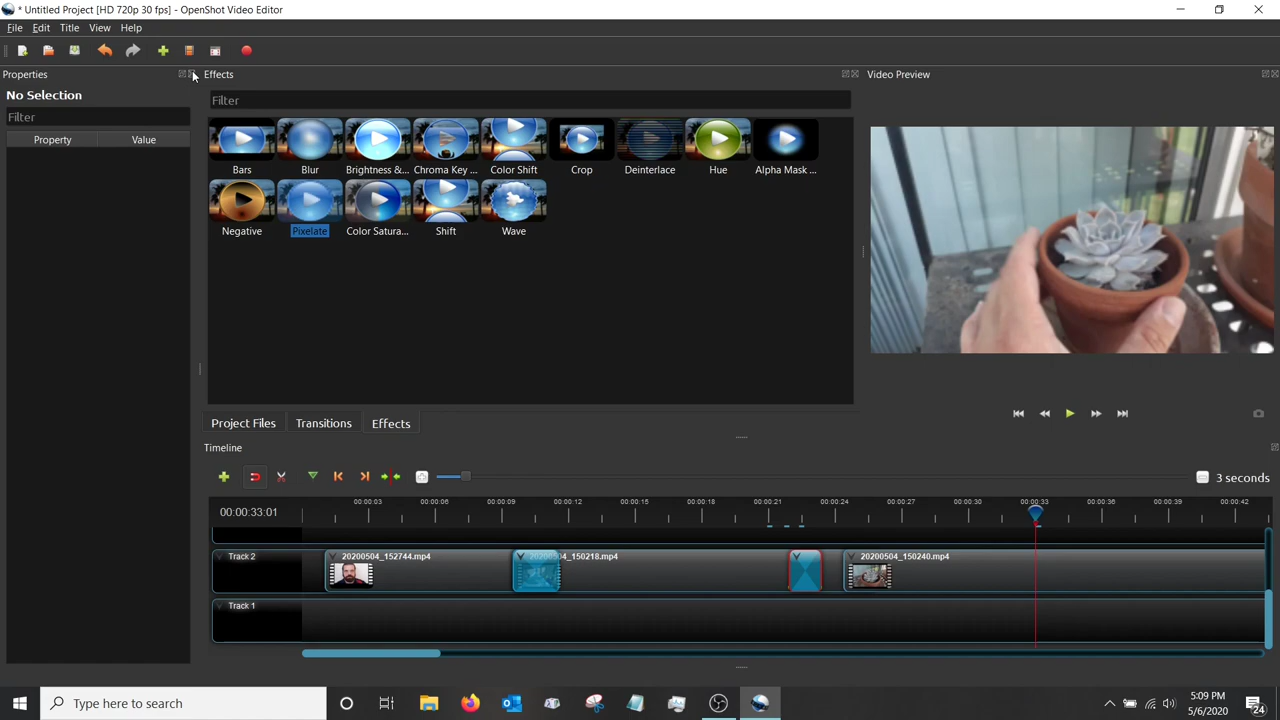 * Untitled Project [HD 720p 30 fps] - OpenShot Video Editor
File Edit Title View Help
Properties
Effects
Video Preview
No Selection
Filter
Filter
Property Value
Bars Blur Brightness &... Chroma Key ... Color Shift Crop Deinterlace Hue Alpha Mask ...
Negative Pixelate Color Satura... Shift Wave
Project Files Transitions Effects
Timeline
3 seconds
00:00:33:01
00:00:03 00:00:06 00:00:09 00:00:12 00:00:15 00:00:18 00:00:21 00:00:24 00:00:27 00:00:30 00:00:33 00:00:36 00:00:39 00:00:42
Track 2 20200504_152744.mp4 20200504_150218.mp4 20200504_150240.mp4
Track 1
Type here to search
5:09 PM
5/6/2020
24